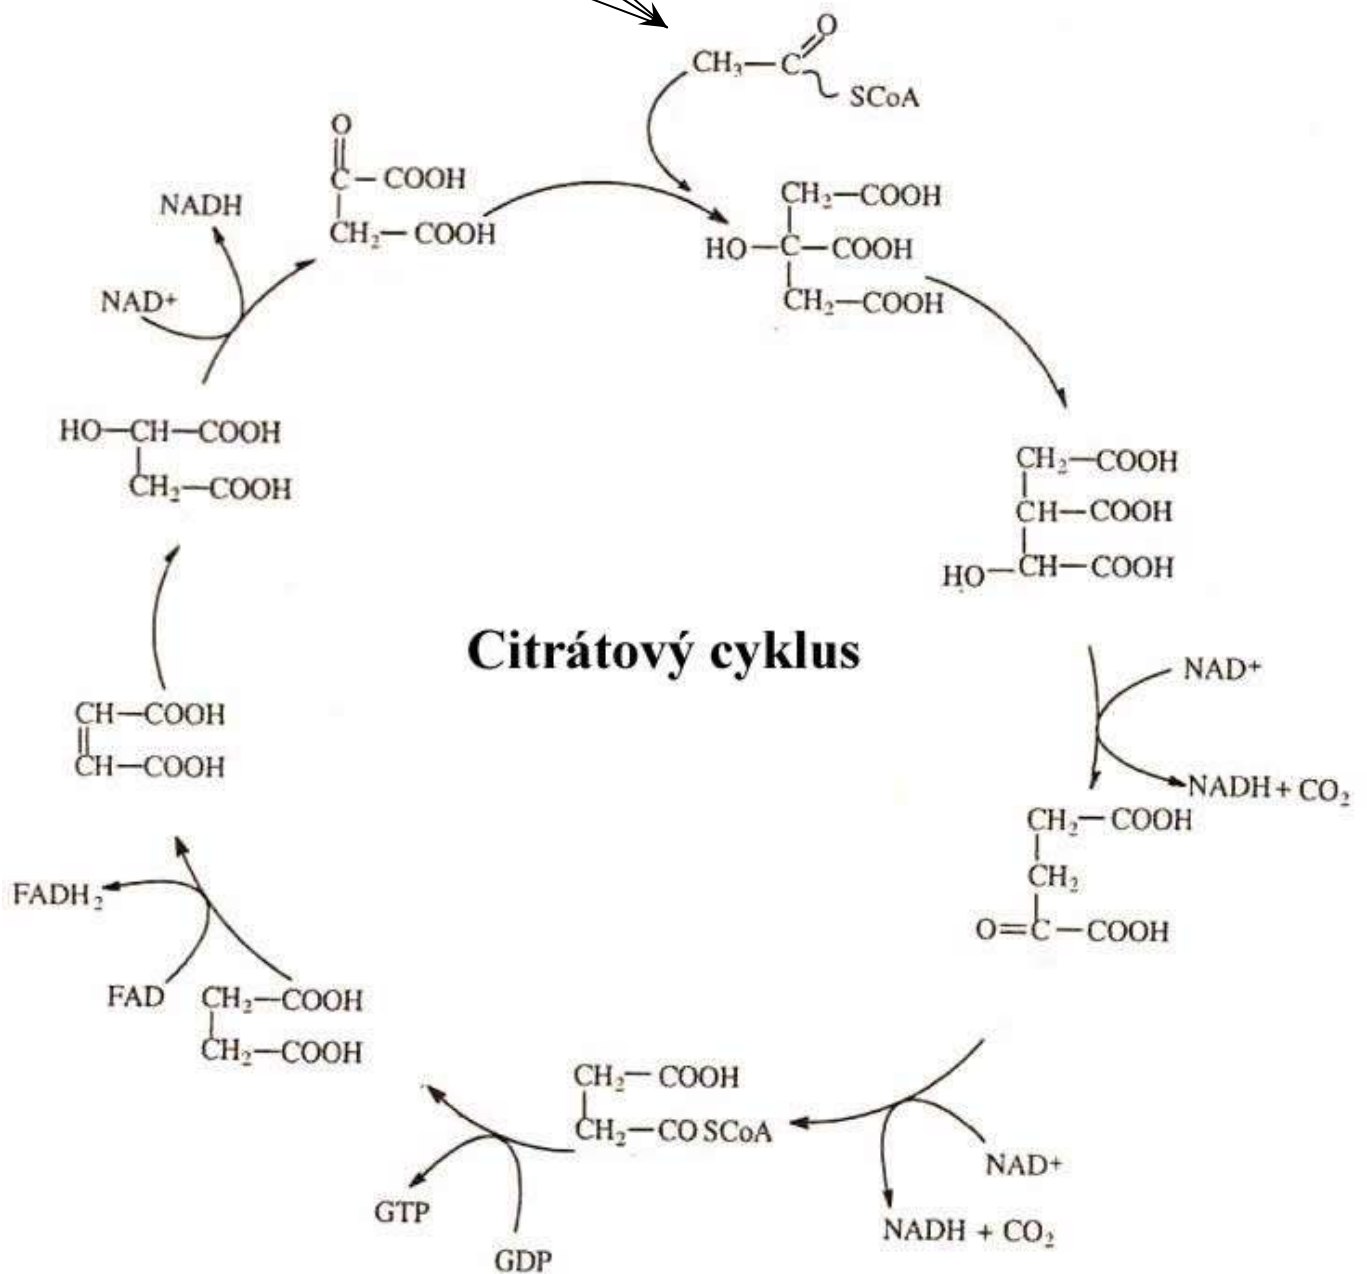 O
CH₃—C
SCoA
O
C—COOH
CH₂—COOH
NADH
NAD+
CH₂—COOH
HO—C—COOH
CH₂—COOH
HO—CH—COOH
CH₂—COOH
CH₂—COOH
CH—COOH
HO—CH—COOH
Citrátový cyklus
NAD+
NADH + CO₂
CH—COOH
CH—COOH
CH₂—COOH
CH₂
O=C—COOH
FADH₂
FAD
CH₂—COOH
CH₂—COOH
CH₂—COOH
CH₂—COSCoA
NAD+
NADH + CO₂
GTP
GDP